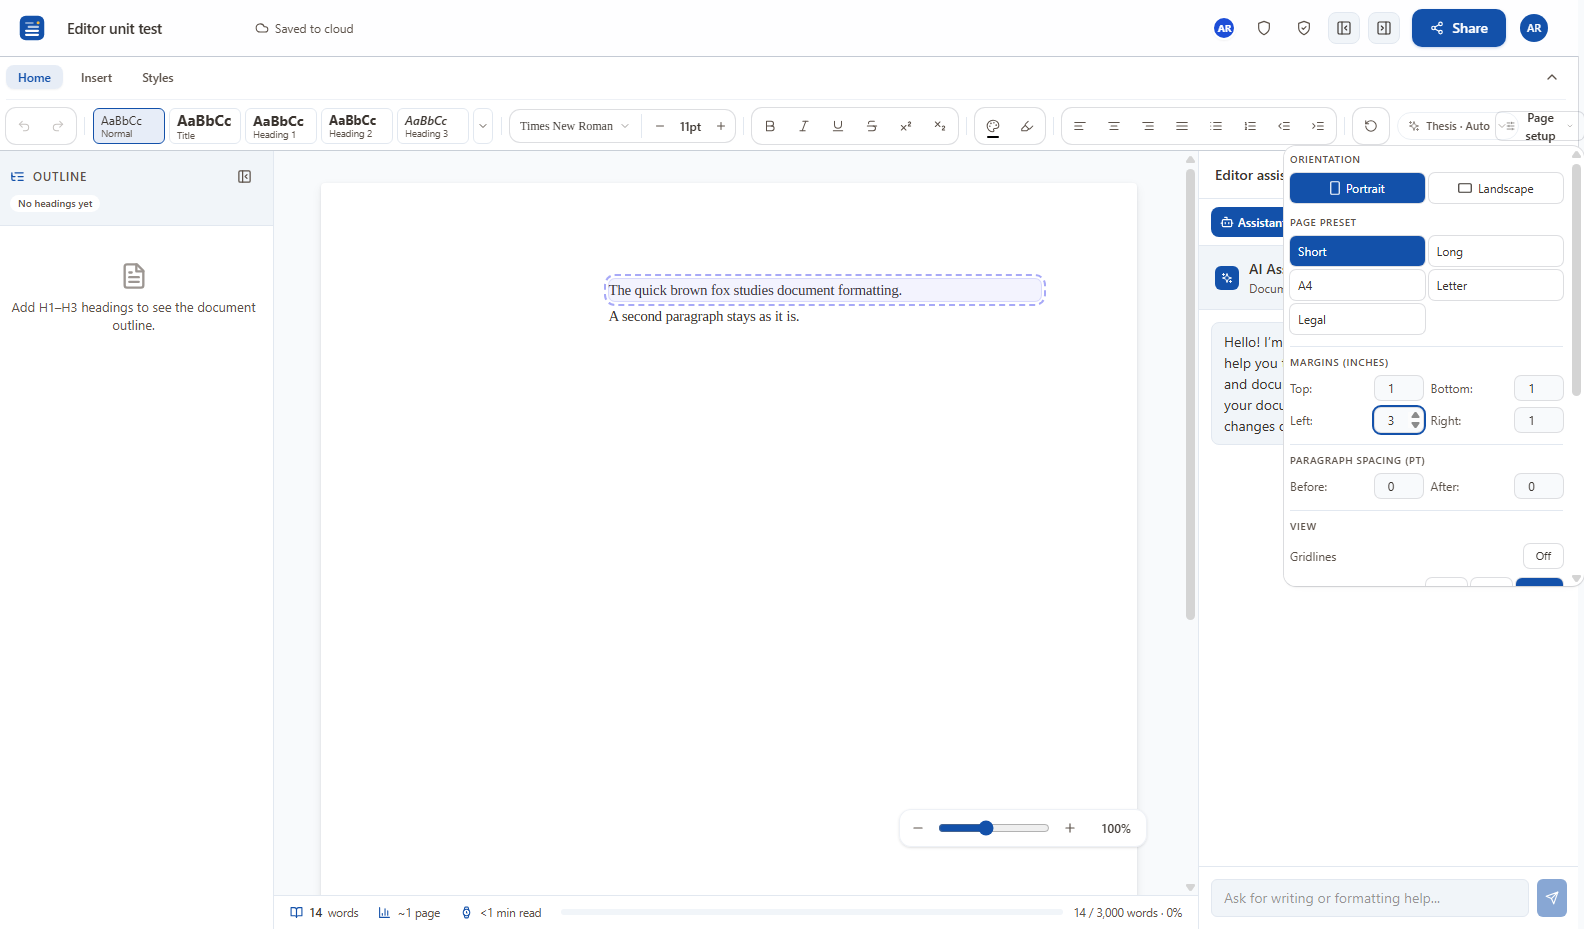 Editor unit test
Saved to cloud
AR
Share
AR
Home
Insert
Styles
AaBbCc
Normal
AaBbCc
Title
AaBbCc
Heading 1
AaBbCc
Heading 2
AaBbCc
Heading 3
Times New Roman
11pt
B
I
U
S
x²
x₂
Thesis · Auto
Page
setup
OUTLINE
No headings yet
Add H1–H3 headings to see the document
outline.
The quick brown fox studies document formatting.
A second paragraph stays as it is.
100%
14 words
~1 page
<1 min read
14 / 3,000 words · 0%
Editor assis
Assistan
AI As
Docum
Hello! I'm
help you
and docu
your docu
changes
ORIENTATION
Portrait
Landscape
PAGE PRESET
Short
Long
A4
Letter
Legal
MARGINS (INCHES)
Top: 1 Bottom: 1
Left: 3 Right: 1
PARAGRAPH SPACING (PT)
Before: 0 After: 0
VIEW
Gridlines
Off
Ask for writing or formatting help...